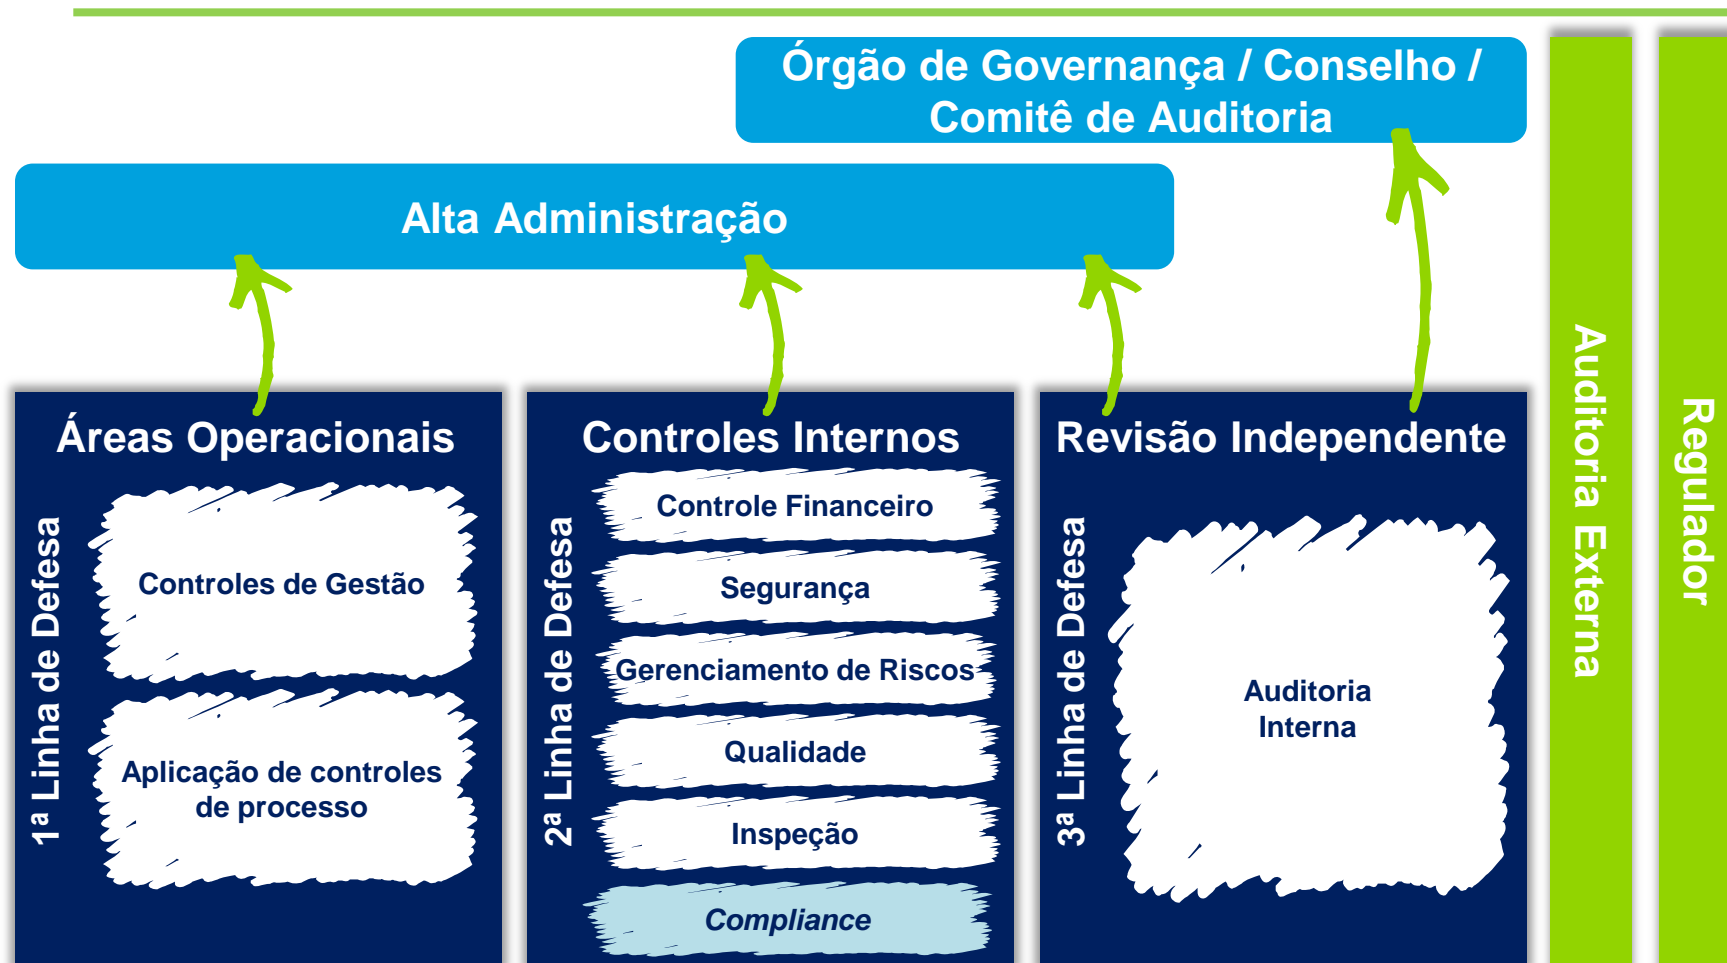 Órgão de Governança / Conselho /
Comitê de Auditoria
Alta Administração
Áreas Operacionais
1ª Linha de Defesa
Controles de Gestão
Aplicação de controles
de processo
Controles Internos
2ª Linha de Defesa
Controle Financeiro
Segurança
Gerenciamento de Riscos
Qualidade
Inspeção
Compliance
Revisão Independente
3ª Linha de Defesa
Auditoria
Interna
Auditoria Externa
Regulador